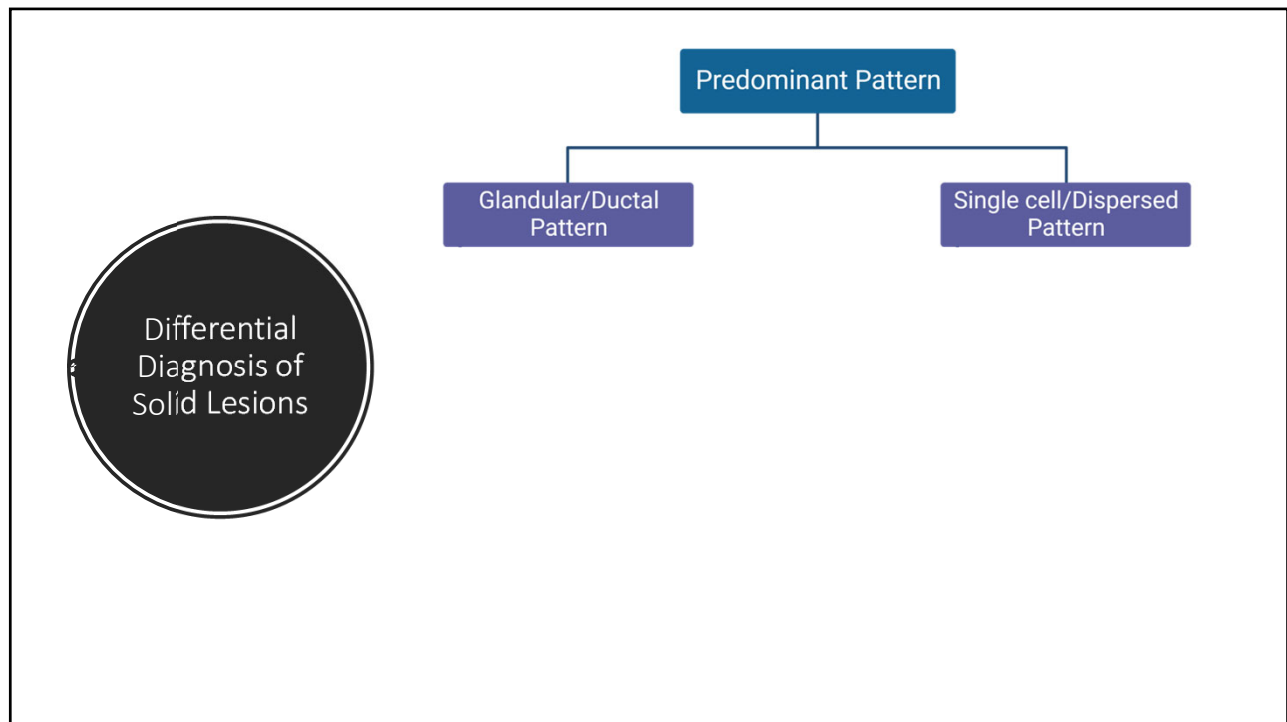 Predominant Pattern
Glandular/Ductal
Pattern
Single cell/Dispersed
Pattern
Differential
Diagnosis of
Solid Lesions